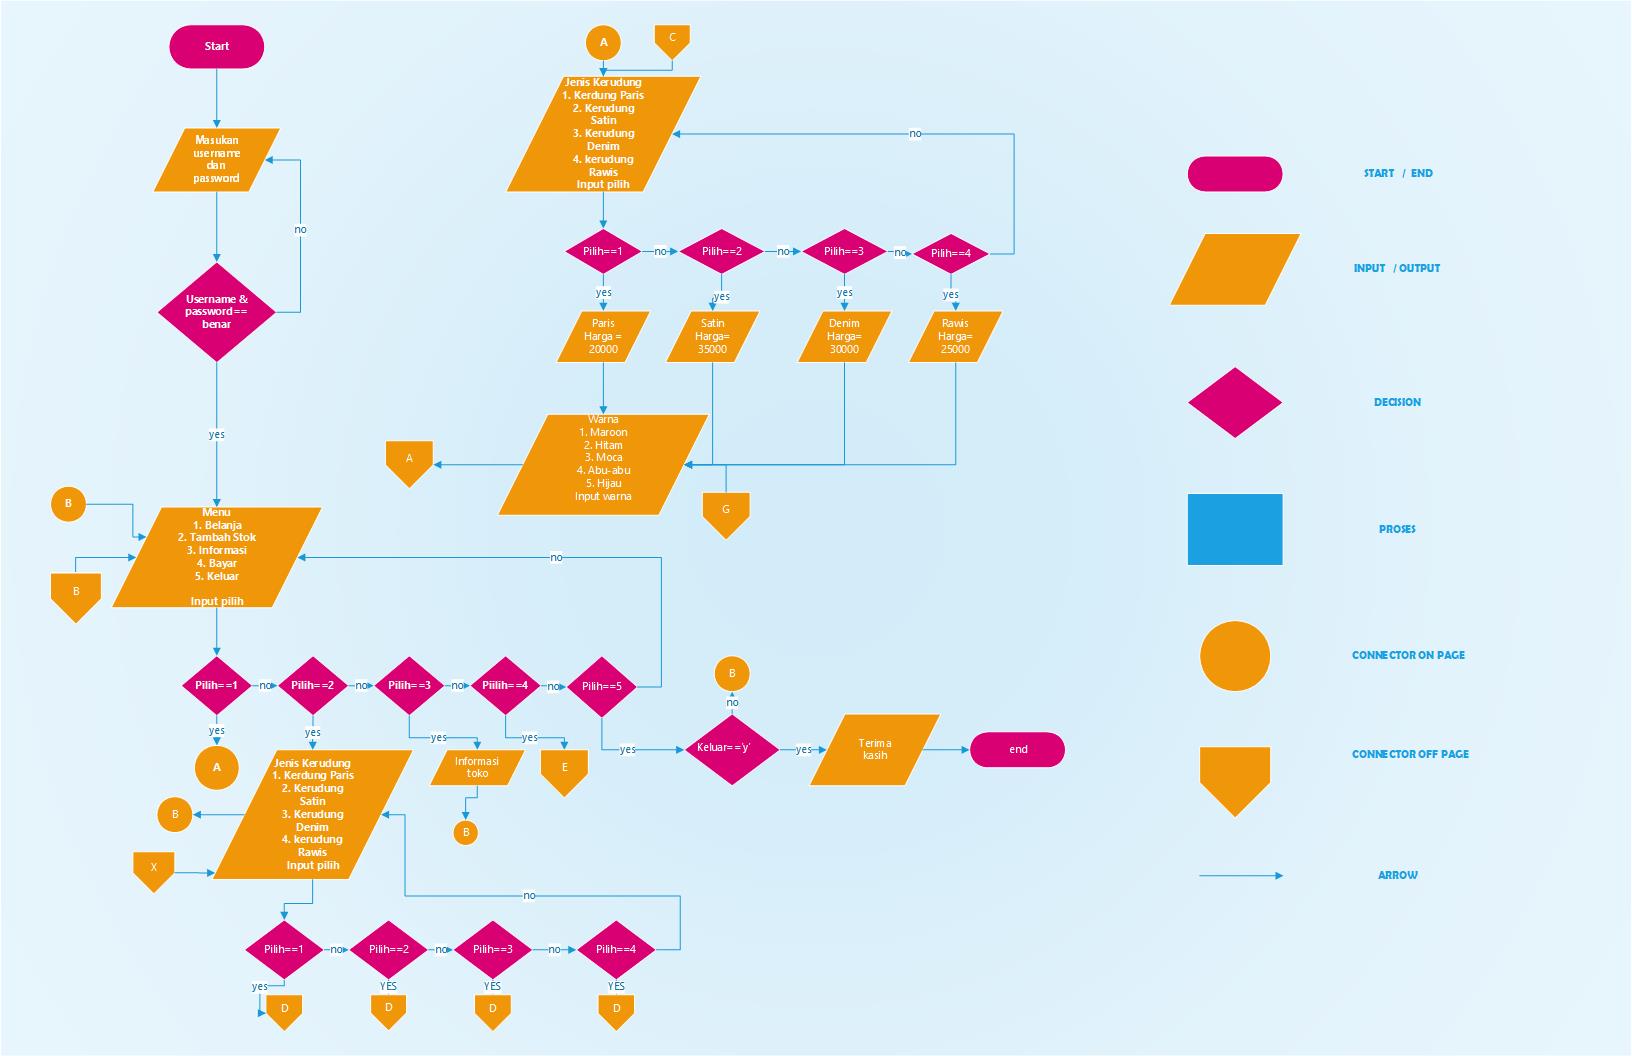 Start
Masukan
username
dan
password
no
Username &
password==
benar
yes
B
B
Menu
1. Belanja
2. Tambah Stok
3. Informasi
4. Bayar
5. Keluar
Input pilih
no
Pilih==1
no
Pilih==2
no
Pilih==3
no
Piilih==4
no
Pilih==5
yes
A
yes
yes
Informasi
toko
B
yes
E
yes
Keluar=='y'
no
B
yes
Terima
kasih
end
Jenis Kerudung
1. Kerdung Paris
2. Kerudung
Satin
3. Kerudung
Denim
4. kerudung
Rawis
Input pilih
B
X
no
Pilih==1
no
Pilih==2
no
Pilih==3
no
Pilih==4
yes
YES
YES
YES
D
D
D
D
A
C
Jenis Kerudung
1. Kerdung Paris
2. Kerudung
Satin
3. Kerudung
Denim
4. kerudung
Rawis
Input pilih
no
Pilih==1
no
Pilih==2
no
Pilih==3
no
Pilih==4
yes
yes
yes
yes
Paris
Harga =
20000
Satin
Harga=
35000
Denim
Harga=
30000
Rawis
Harga=
25000
Warna
1. Maroon
2. Hitam
3. Moca
4. Abu-abu
5. Hijau
Input warna
A
G
START / END
INPUT / OUTPUT
DECISION
PROSES
CONNECTOR ON PAGE
CONNECTOR OFF PAGE
ARROW